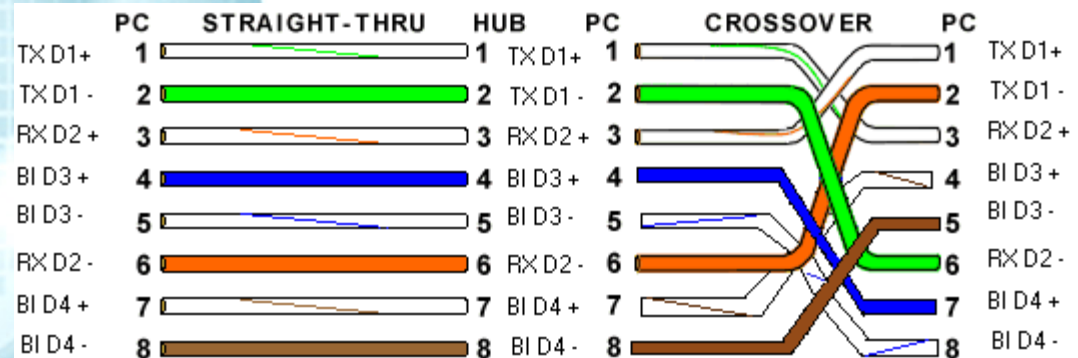 PC STRAIGHT-THRU HUB PC CROSSOVER PC
TX D1+ 1 1 TX D1+ 1 1 TX D1+
TX D1 - 2 2 TX D1 - 2 2 TX D1 -
RX D2 + 3 3 RX D2 + 3 3 RX D2 +
BI D3 + 4 4 BI D3 + 4 4 BI D3 +
BI D3 - 5 5 BI D3 - 5 5 BI D3 -
RX D2 - 6 6 RX D2 - 6 6 RX D2 -
BI D4 + 7 7 BI D4 + 7 7 BI D4 +
BI D4 - 8 8 BI D4 - 8 8 BI D4 -